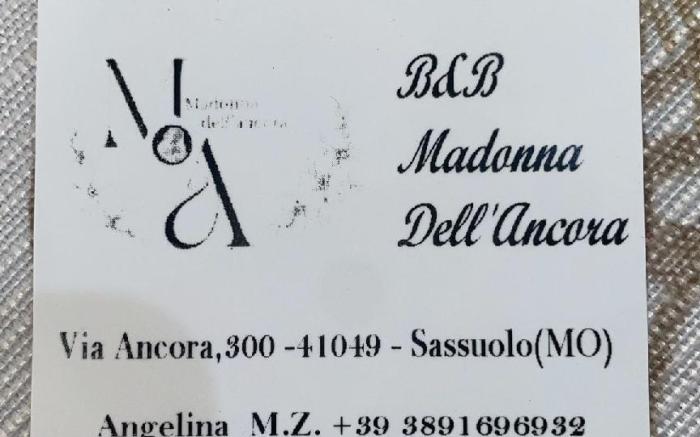 Madonna
dell'ancora
B&B
Madonna
Dell'Ancora
Via Ancora,300 -41049 - Sassuolo(MO)
Angelina M.Z. +39 3891696932